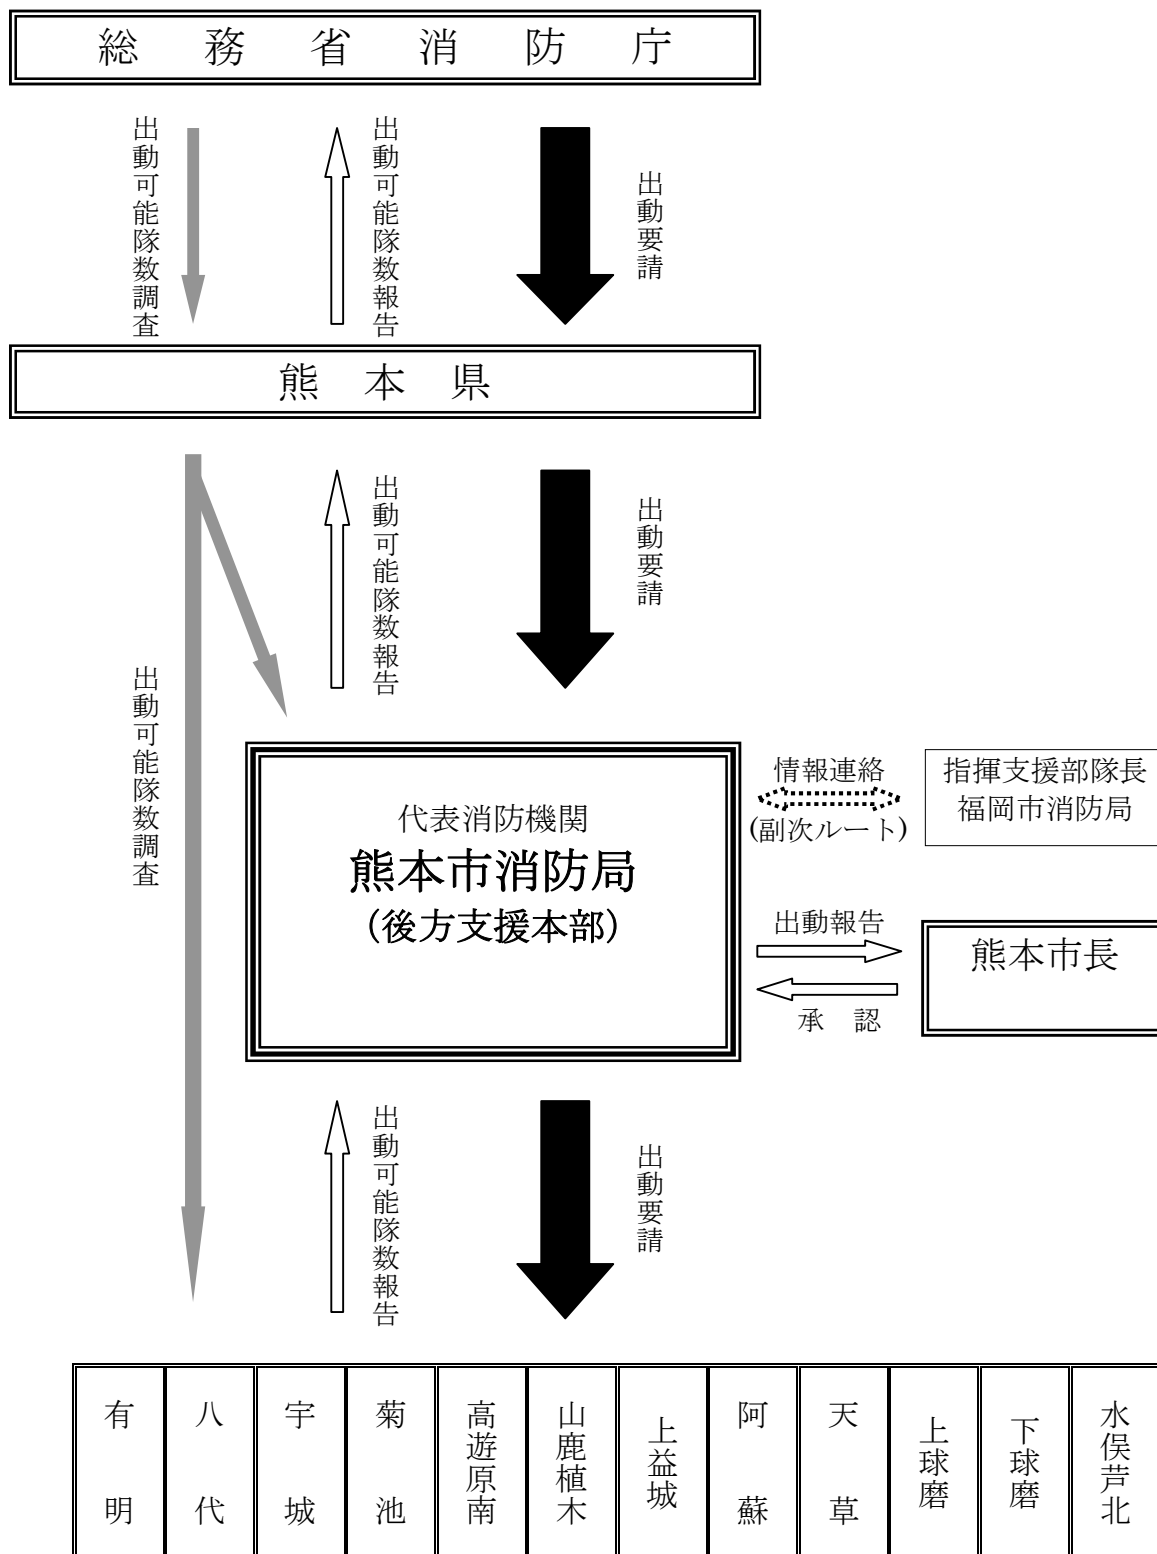 総務省消防庁
出動可能隊数調査
出動可能隊数報告
出動要請
熊本県
出動可能隊数調査
出動可能隊数報告
出動要請
代表消防機関
熊本市消防局
(後方支援本部)
情報連絡
(副次ルート)
指揮支援部隊長
福岡市消防局
出動報告
承認
熊本市長
出動可能隊数報告
出動要請
有明
八代
宇城
菊池
高遊原南
山鹿植木
上益城
阿蘇
天草
上球磨
下球磨
水俣芦北